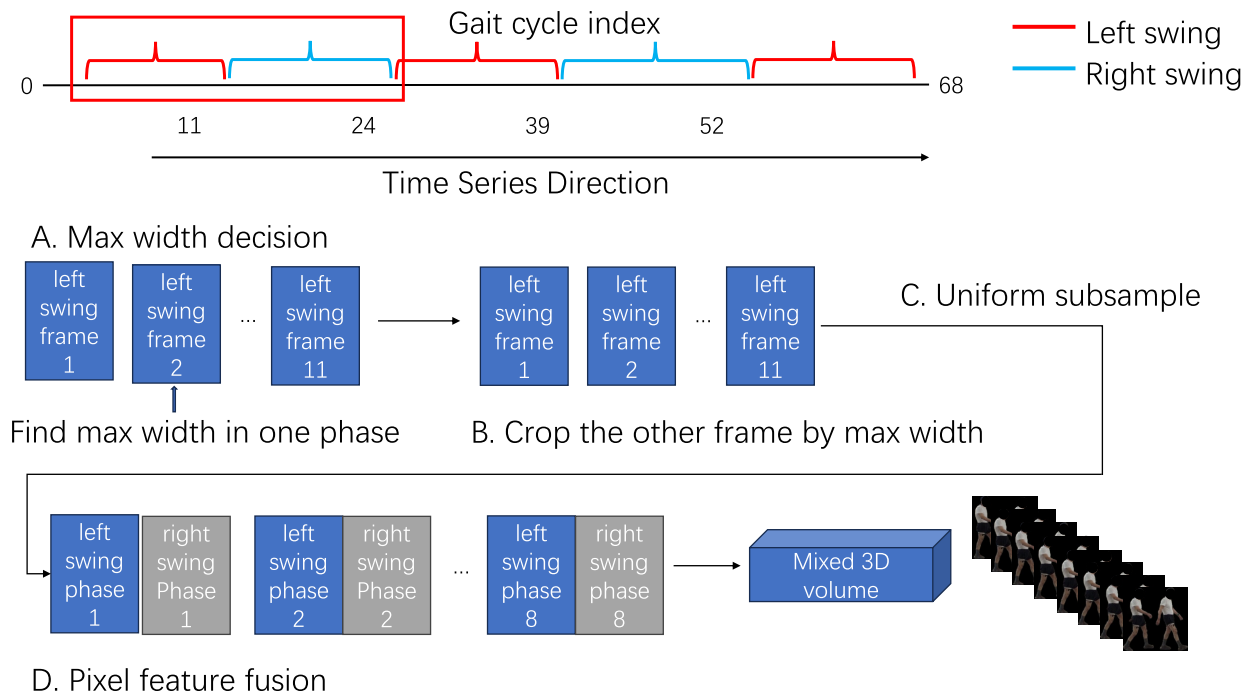 Gait cycle index
Left swing
Right swing
0
68
11
24
39
52
Time Series Direction
A. Max width decision
left
swing
frame
1
left
swing
frame
2
...
left
swing
frame
11
left
swing
frame
1
left
swing
frame
2
...
left
swing
frame
11
C. Uniform subsample
Find max width in one phase
B. Crop the other frame by max width
left
swing
phase
1
right
swing
Phase
1
left
swing
phase
2
right
swing
Phase
2
...
left
swing
phase
8
right
swing
phase
8
Mixed 3D
volume
D. Pixel feature fusion